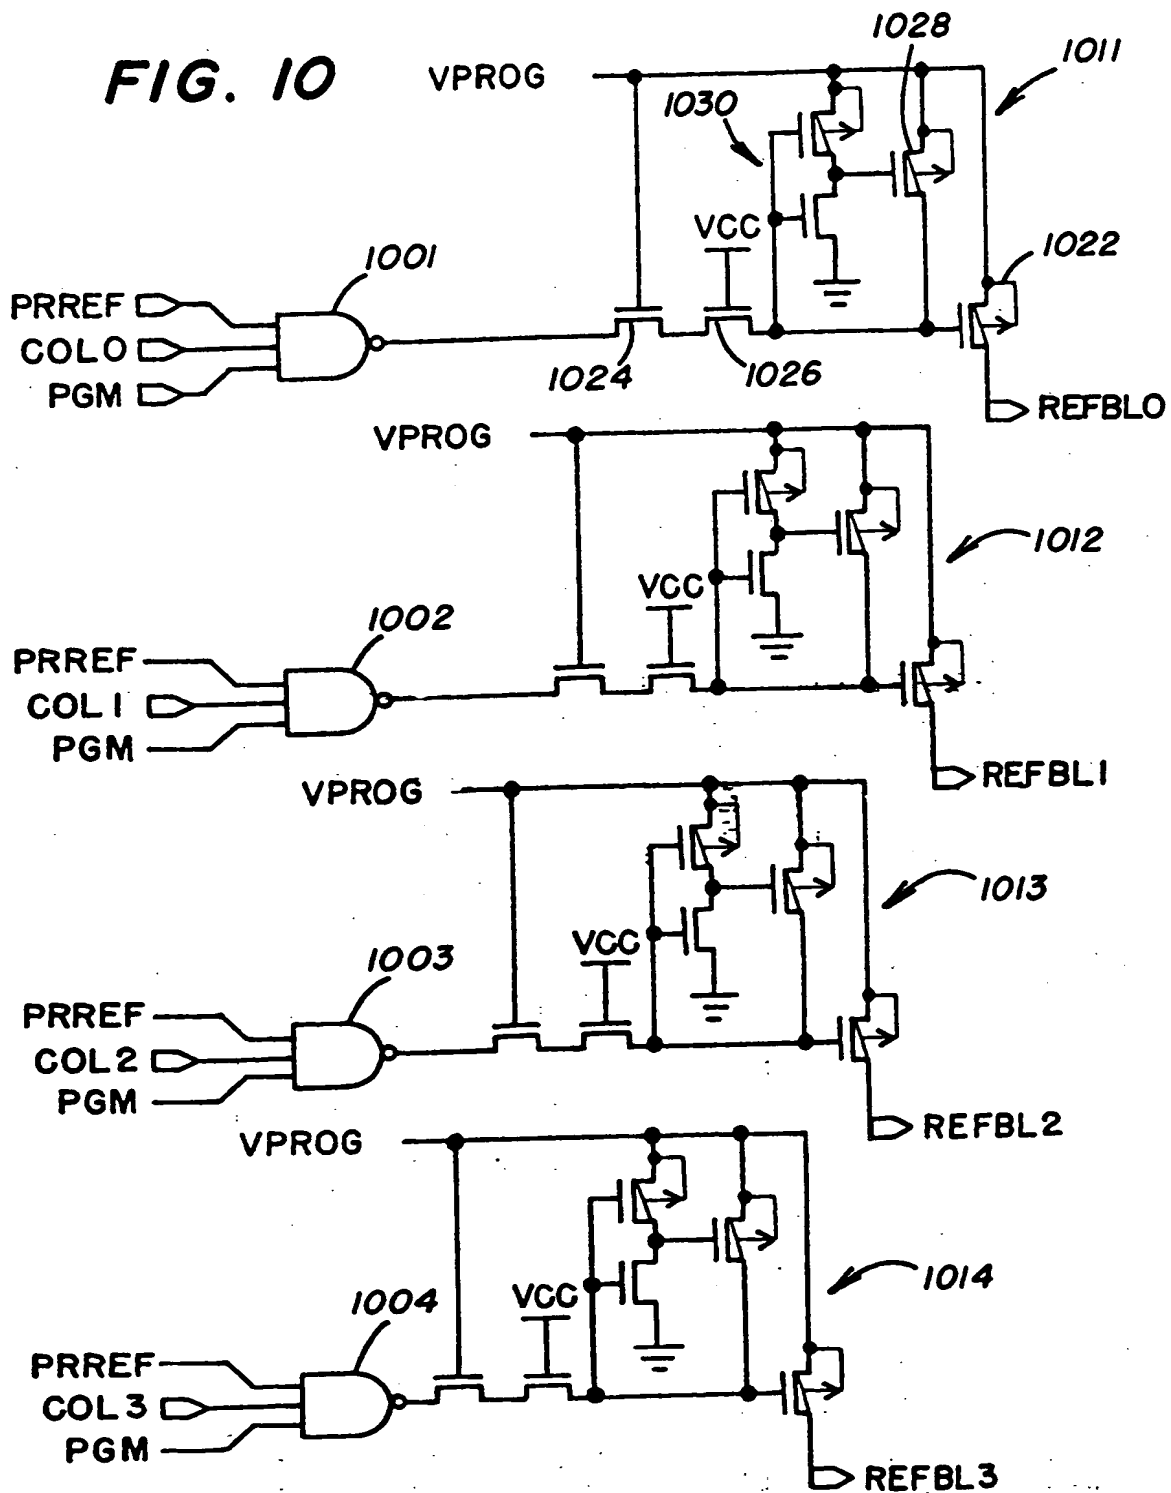 FIG. 10
VPROG
1028
1011
1030
VCC
1022
1001
PRREF
COL0
PGM
1024
1026
REFBL0
VPROG
1012
VCC
1002
PRREF
COL1
PGM
REFBL1
VPROG
1013
VCC
1003
PRREF
COL2
PGM
REFBL2
VPROG
1014
VCC
1004
PRREF
COL3
PGM
REFBL3